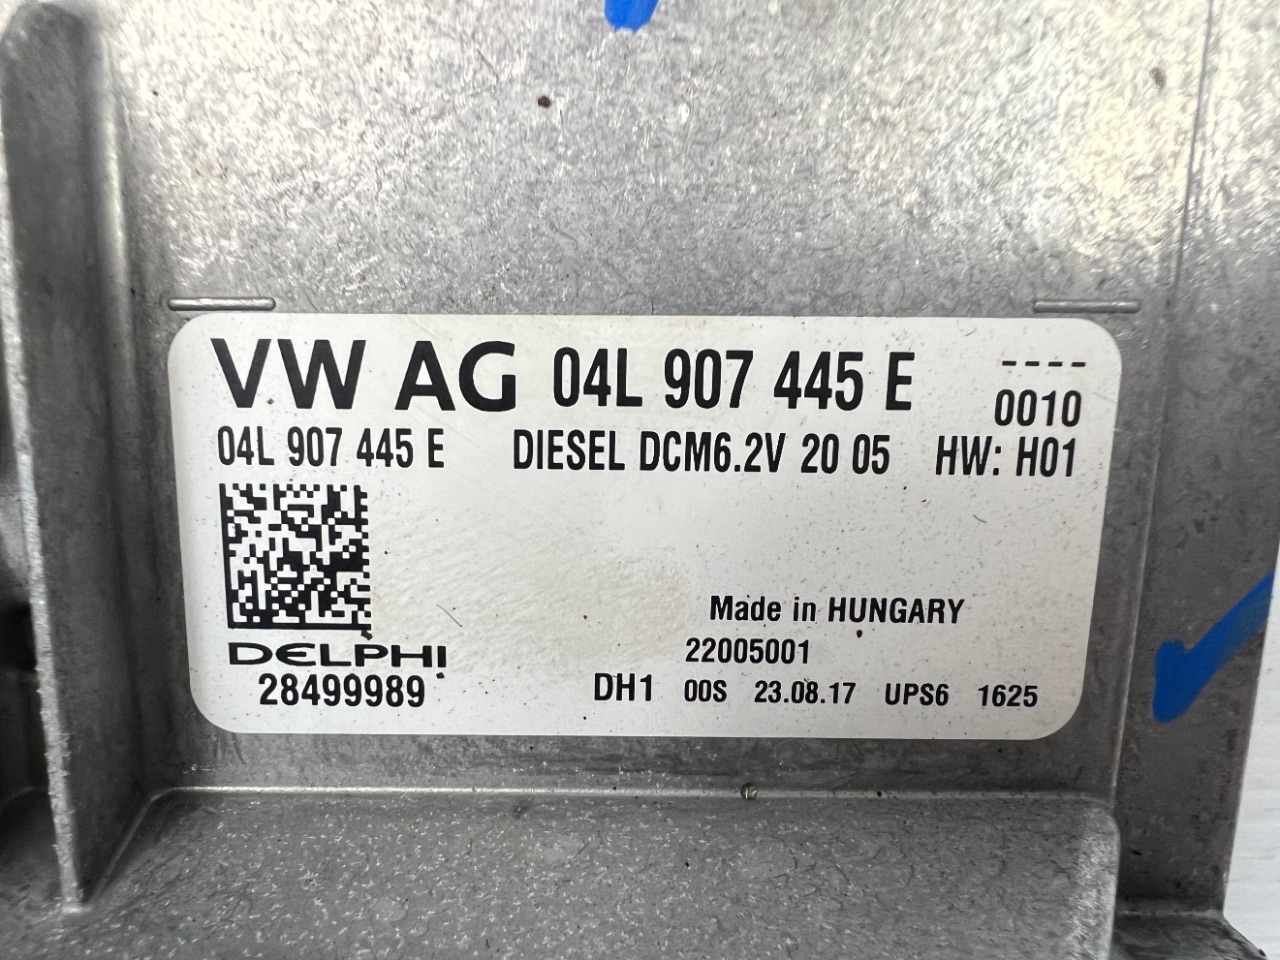 VW AG 04L 907 445 E ----
0010
04L 907 445 E DIESEL DCM6.2V 20 05 HW: H01
Made in HUNGARY
DELPHI 22005001
28499989 DH1 00S 23.08.17 UPS6 1625